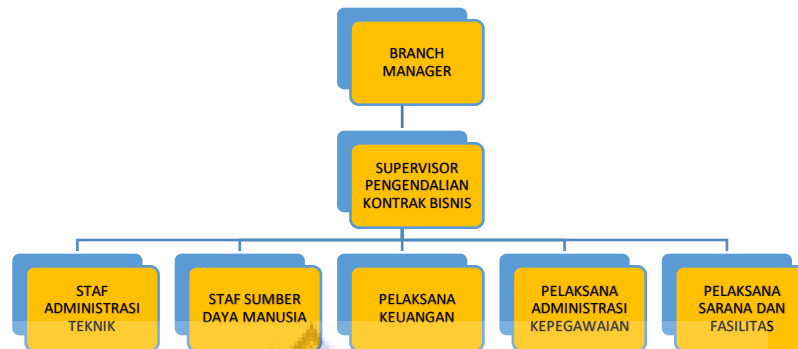 BRANCH
MANAGER
SUPERVISOR
PENGENDALIAN
KONTRAK BISNIS
STAF
ADMINISTRASI
TEKNIK
STAF SUMBER
DAYA MANUSIA
PELAKSANA
KEUANGAN
PELAKSANA
ADMINISTRASI
KEPEGAWAIAN
PELAKSANA
SARANA DAN
FASILITAS